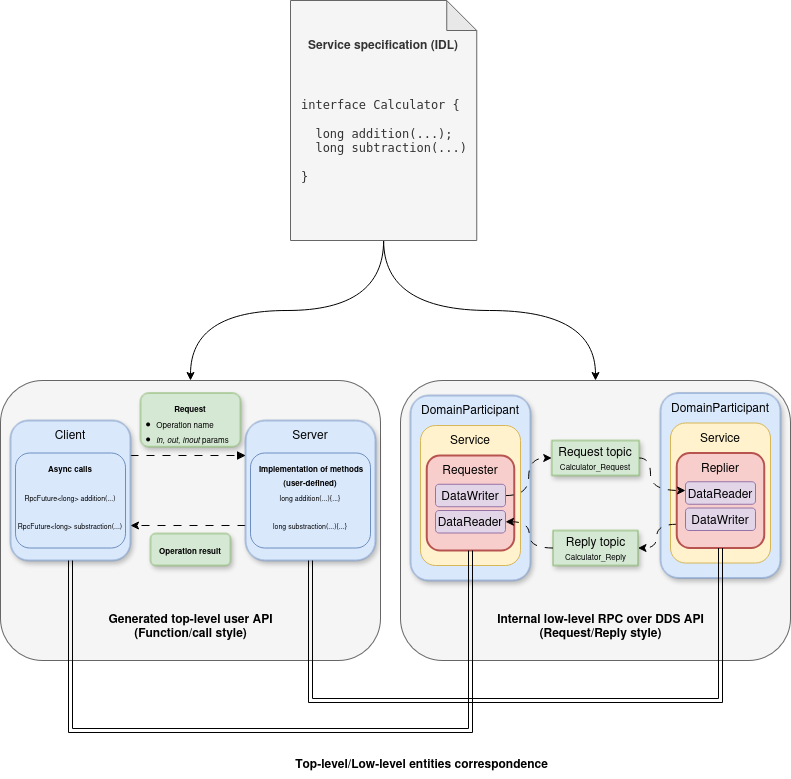 Service specification (IDL)
interface Calculator {
long addition(...);
long subtraction(...)
}
Request
Operation name
In, out, inout params
Client
Async calls
RpcFuture<long> addition(...)
RpcFuture<long> substraction(...)
Server
Implementation of methods
(user-defined)
long addition(...){...}
long substraction(...){...}
Operation result
Generated top-level user API
(Function/call style)
DomainParticipant
Service
Requester
DataWriter
DataReader
Request topic
Calculator_Request
Reply topic
Calculator_Reply
DomainParticipant
Service
Replier
DataReader
DataWriter
Internal low-level RPC over DDS API
(Request/Reply style)
Top-level/Low-level entities correspondence